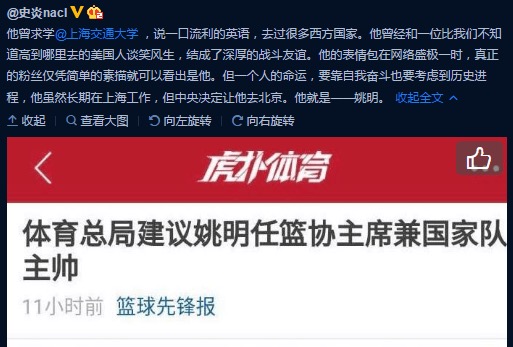 @史炎nacl
他曾求学@上海交通大学 ，说一口流利的英语，去过很多西方国家。他曾经和一位比我们不知
道高到哪里去的美国人谈笑风生，结成了深厚的战斗友谊。他的表情包在网络盛极一时，真正
的粉丝仅凭简单的素描就可以看出是他。但一个人的命运，要靠自我奋斗也要考虑到历史进
程，他虽然长期在上海工作，但中央决定让他去北京。他就是——姚明。 收起全文
收起 查看大图 向左旋转 向右旋转
虎扑体育
体育总局建议姚明任篮协主席兼国家队
主帅
11小时前 篮球先锋报